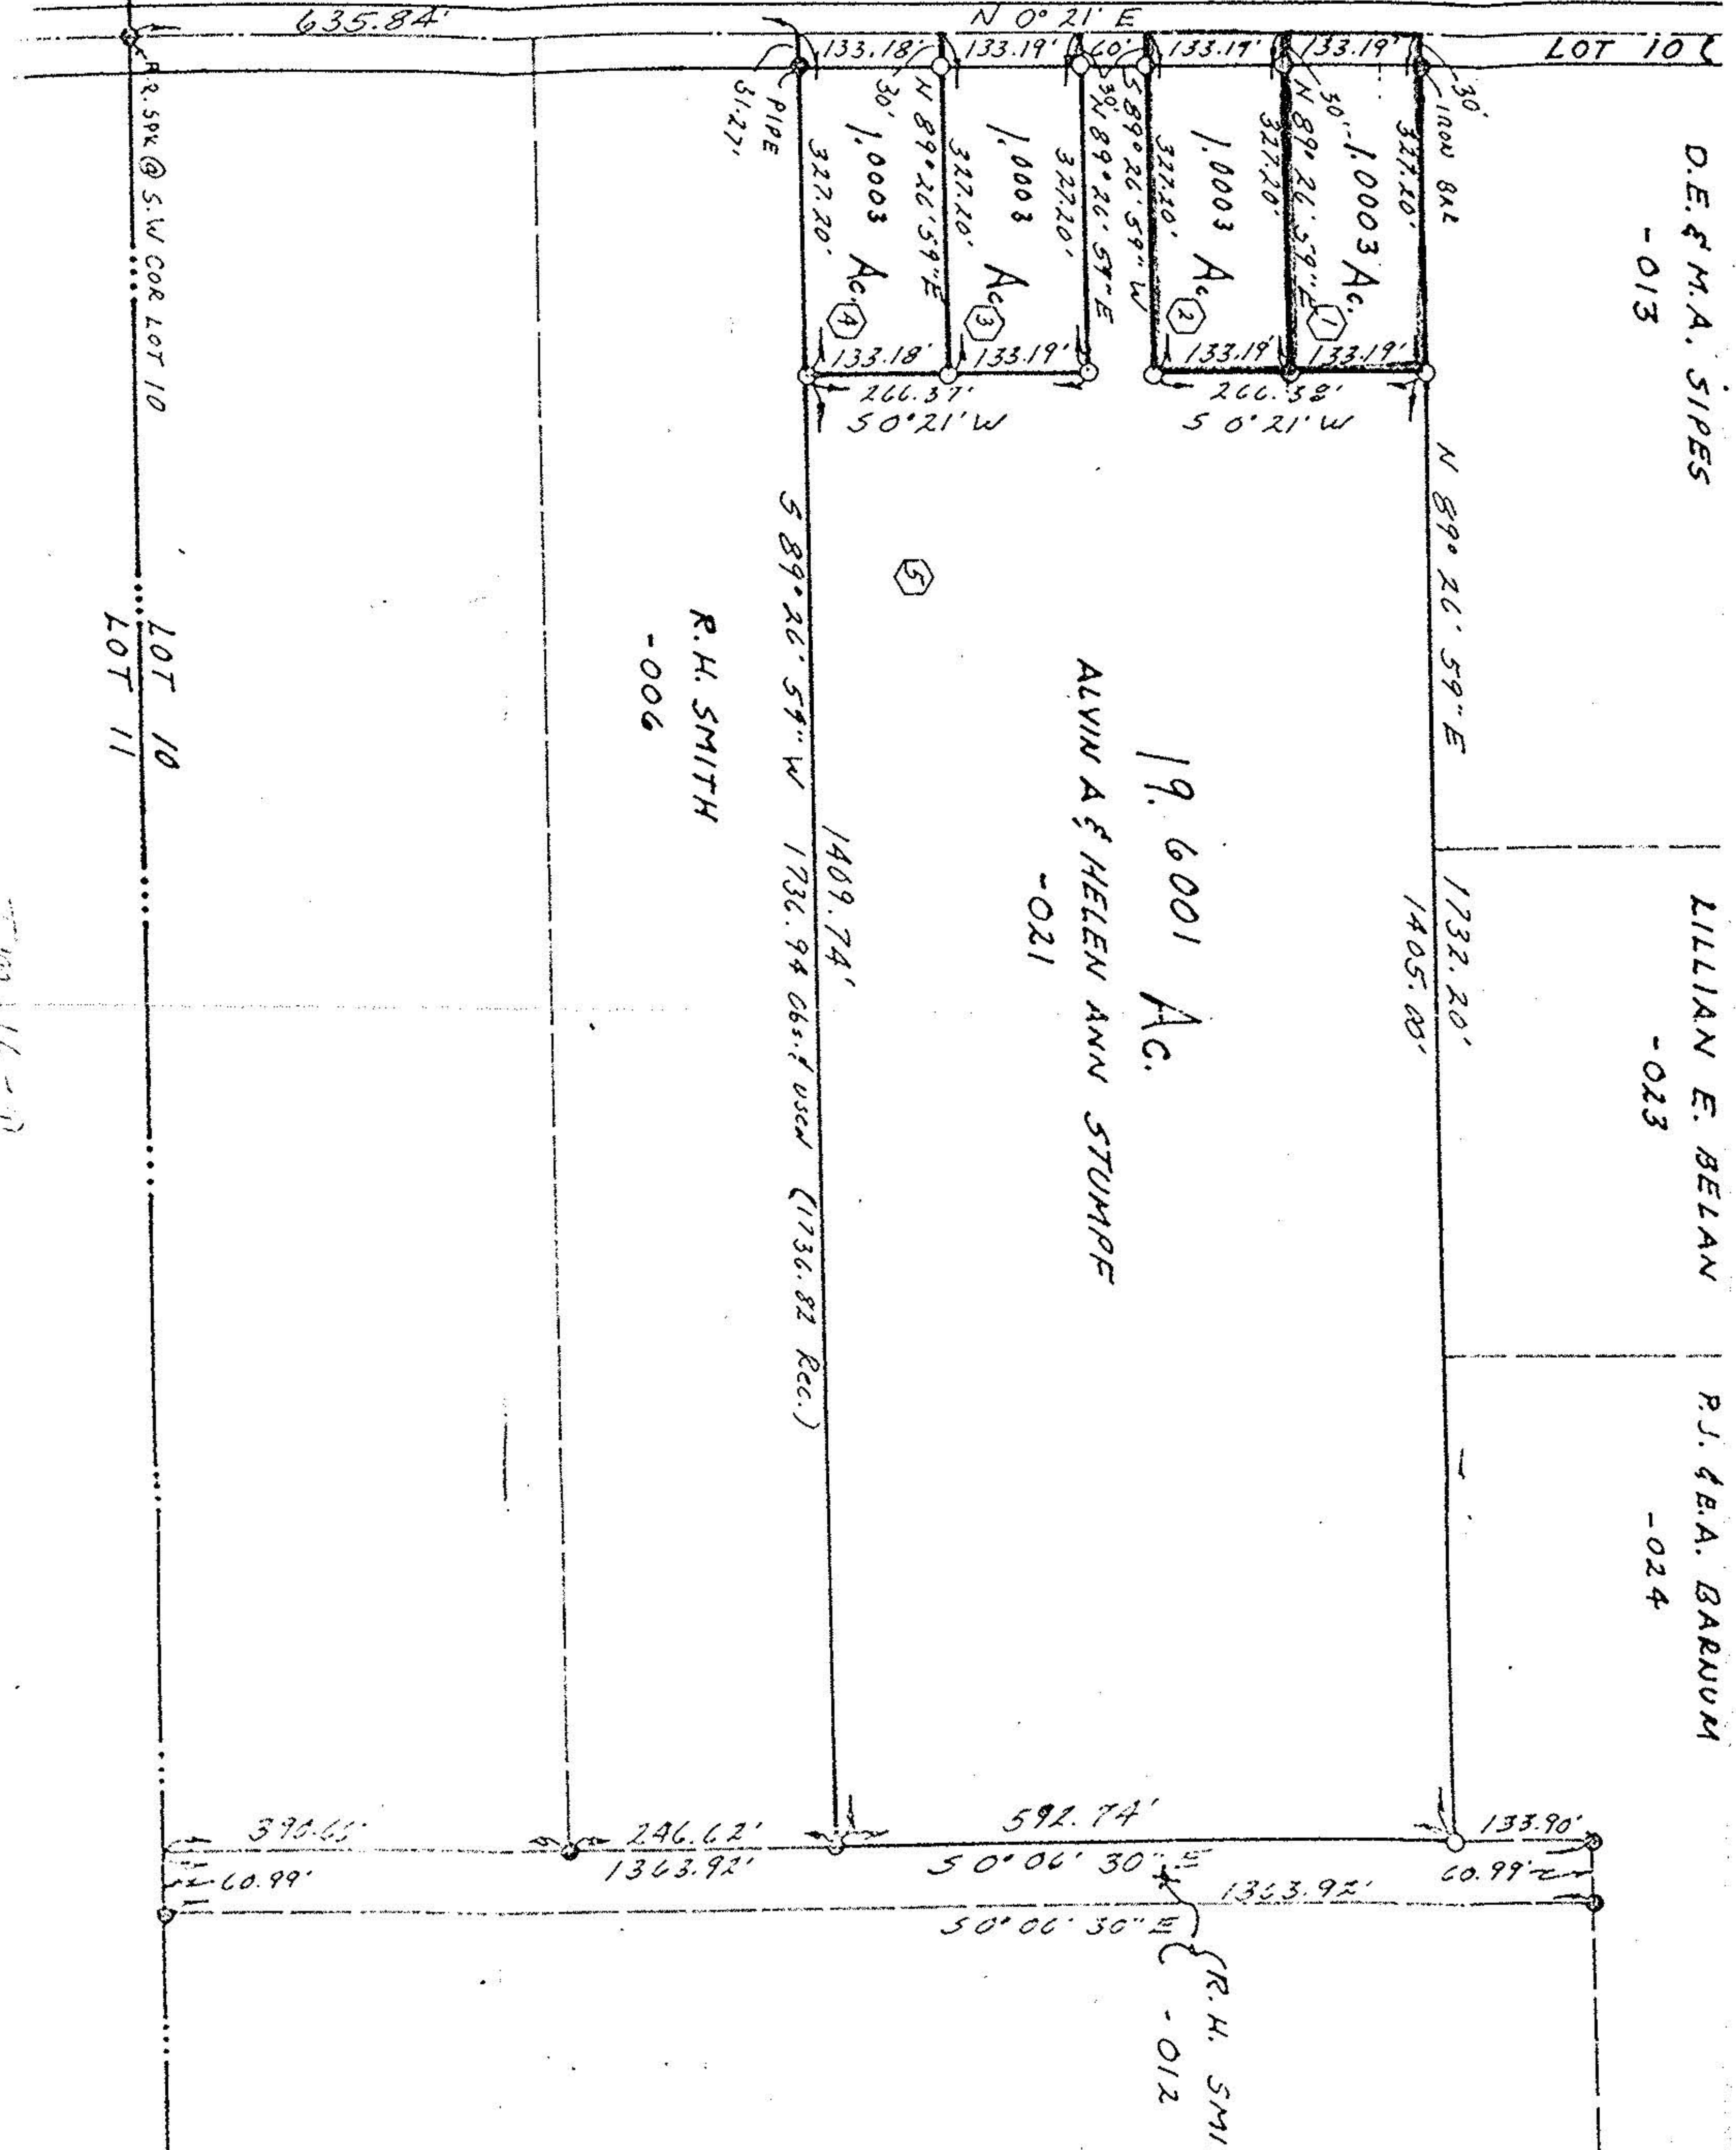 635.84'
N 0° 21' E
LOT 10
133.18'
133.19'
60'
133.19'
133.19'
30'
IRON BAR
327.20'
1.0003 Ac.
1
30'
N 89° 26' 59" E
327.20'
1.0003 Ac.
2
327.20'
S 89° 26' 59" W
30'
N 89° 26' 59" E
327.20'
1.0003 Ac.
3
327.20'
N 89° 26' 59" E
30'
1.0003 Ac.
4
327.20'
PIPE
31.27'
R. SPK @ S.W COR LOT 10
133.18'
133.19'
133.19'
133.19'
266.37'
S 0° 21' W
266.38'
S 0° 21' W
D.E. & M.A. SIPES
-013
LILLIAN E. BELAN
-023
P.J. & E.A. BARNUM
-024
N 89° 26' 59" E
1732.20'
1405.00'
19.6001 Ac.
ALVIN A & HELEN ANN STUMPF
-021
5
1409.74'
S 89° 26' 59" W 1736.94 Obs. & used (1736.82 Rec.)
R.H. SMITH
-006
LOT 10
LOT 11
390.65'
246.62'
592.74'
133.90'
1363.92'
S 0° 06' 30" E
60.99'
60.99'
1363.92'
S 0° 06' 30" E
R.H. SMI
-012